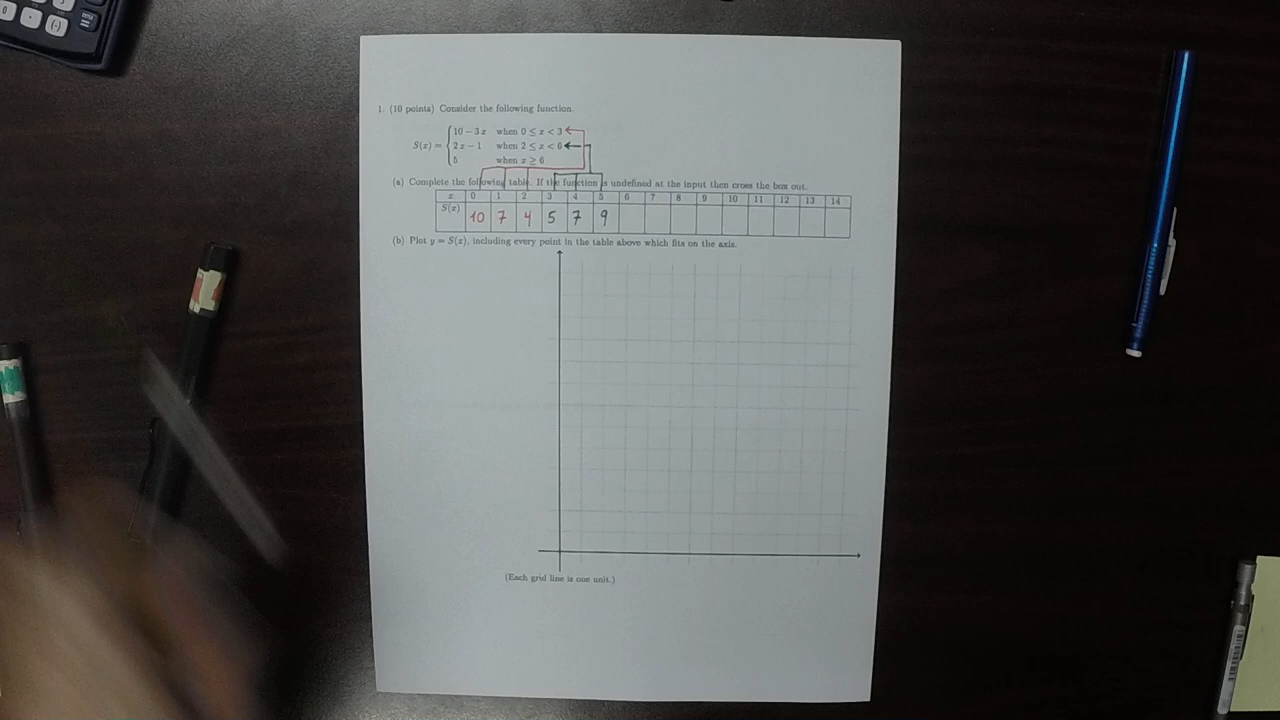 1. (10 points) Consider the following function.
S(x) = { 10 − 3x when 0 ≤ x < 3
2x − 1 when 2 ≤ x < 6
5 when x ≥ 6
(a) Complete the following table. If the function is undefined at the input then cross the box out.
x 0 1 2 3 4 5 6 7 8 9 10 11 12 13 14
S(x) 10 7 4 5 7 9
(b) Plot y = S(x), including every point in the table above which fits on the axis.
(Each grid line is one unit.)